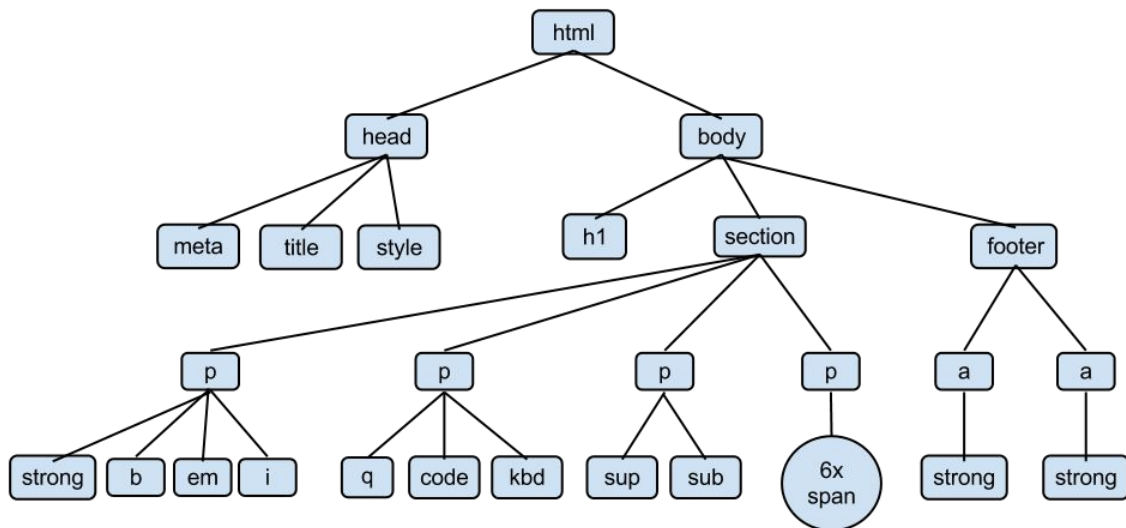 html
head
body
meta
title
style
h1
section
footer
p
p
p
p
a
a
strong
b
em
i
q
code
kbd
sup
sub
6x
span
strong
strong